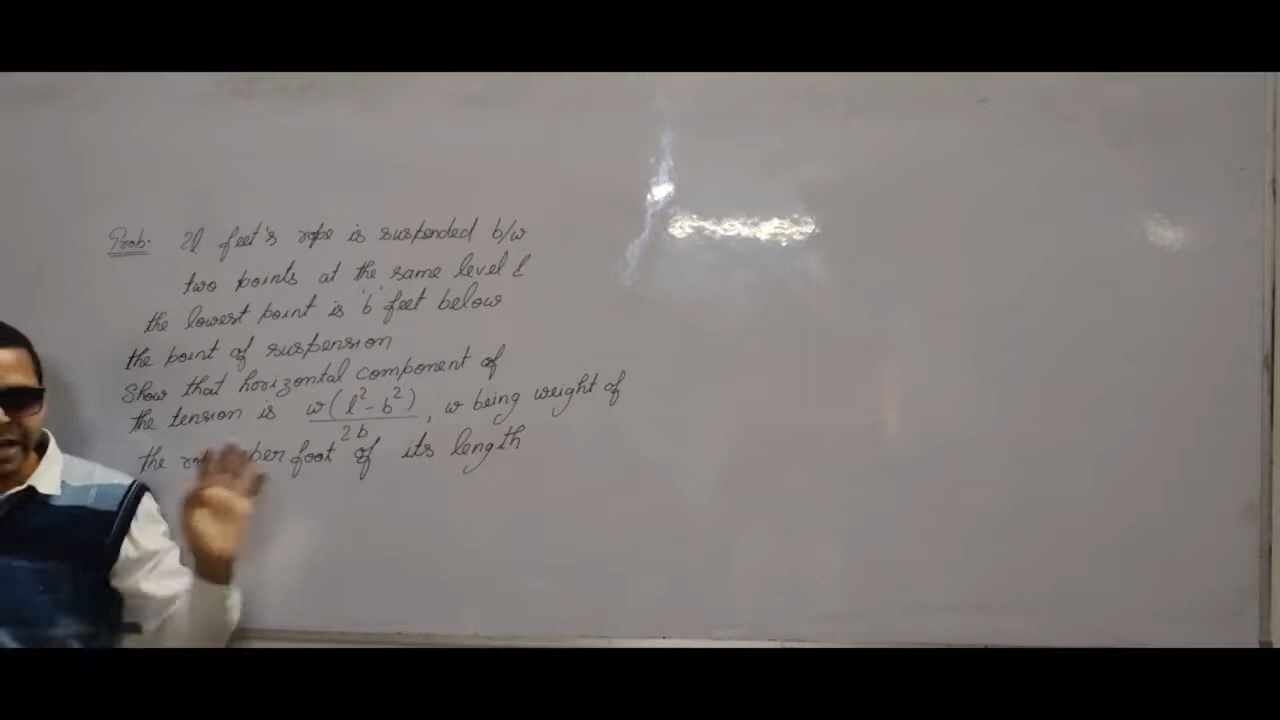 Prob. 2l feet's rope is suspended b/w
two points at the same level &
the lowest point is b feet below
the point of suspension
Show that horizontal component of
the tension is w(l²-b²)/2b, w being weight of
the per foot of its length